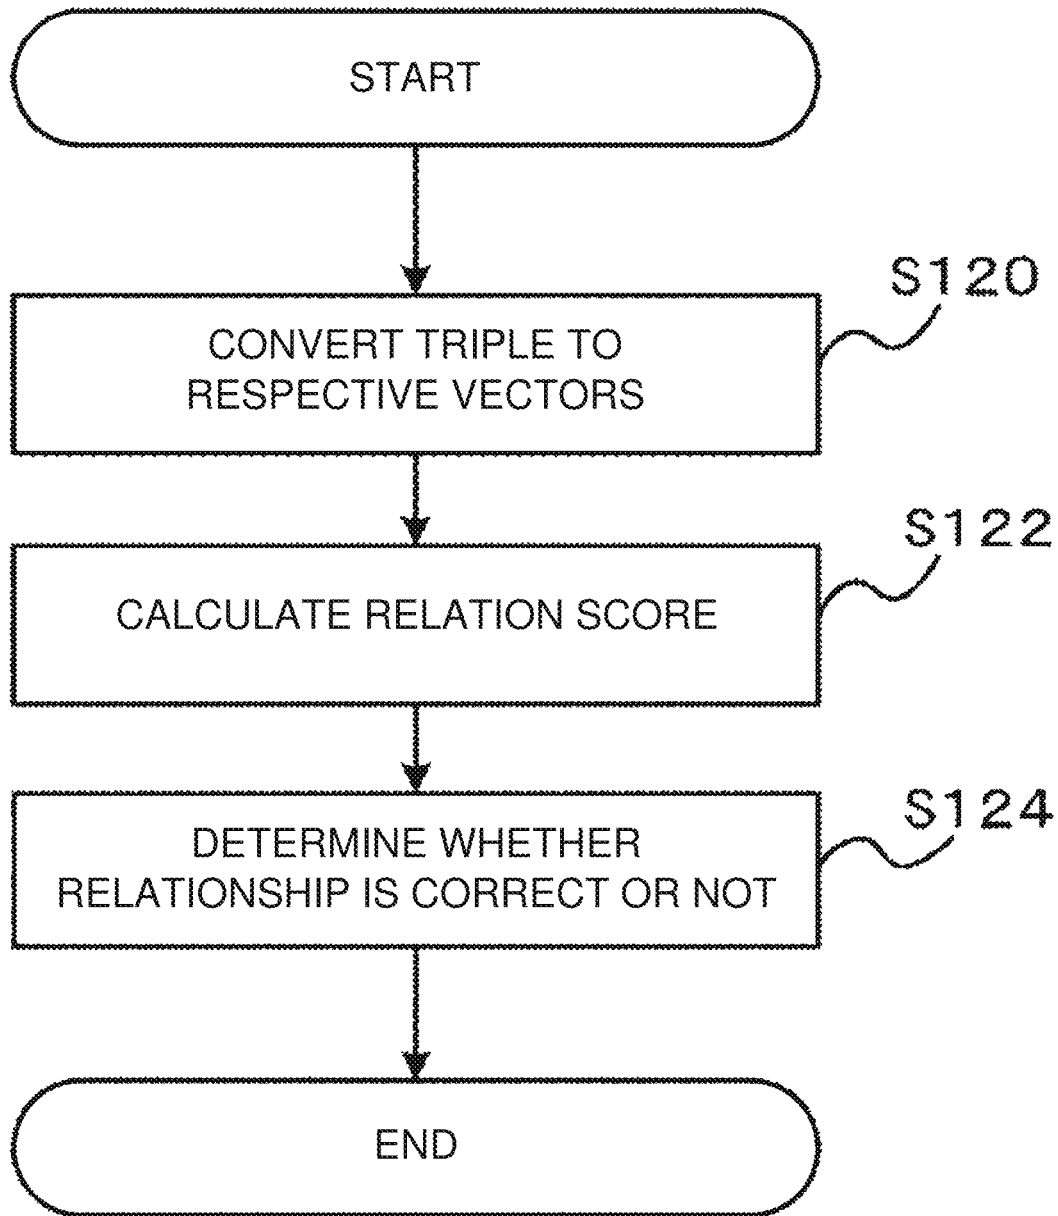 START
S120
CONVERT TRIPLE TO
RESPECTIVE VECTORS
S122
CALCULATE RELATION SCORE
S124
DETERMINE WHETHER
RELATIONSHIP IS CORRECT OR NOT
END